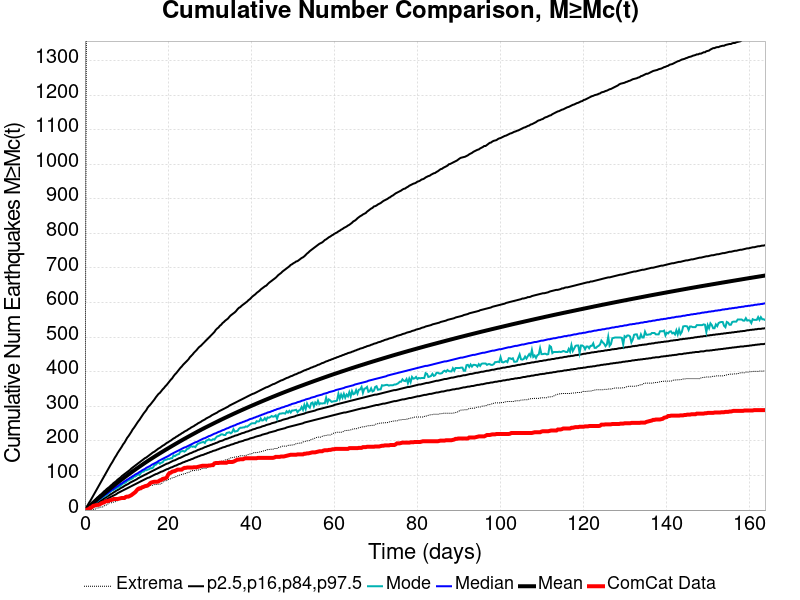 Cumulative Number Comparison, M≥Mc(t)
Cumulative Num Earthquakes M≥Mc(t)
1300
1200
1100
1000
900
800
700
600
500
400
300
200
100
0
0 20 40 60 80 100 120 140 160
Time (days)
Extrema p2.5,p16,p84,p97.5 Mode Median Mean ComCat Data